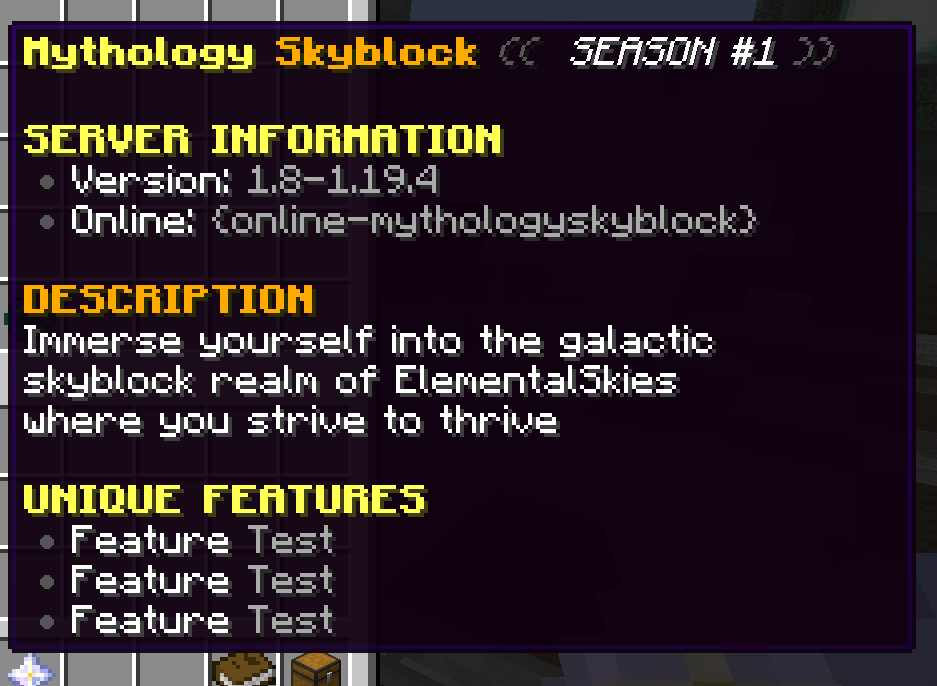 Mythology Skyblock (( SEASON #1 ))
SERVER INFORMATION
• Version: 1.8-1.19.4
• Online: {online-mythologyskyblock}
DESCRIPTION
Immerse yourself into the galactic
skyblock realm of ElementalSkies
where you strive to thrive
UNIQUE FEATURES
• Feature Test
• Feature Test
• Feature Test